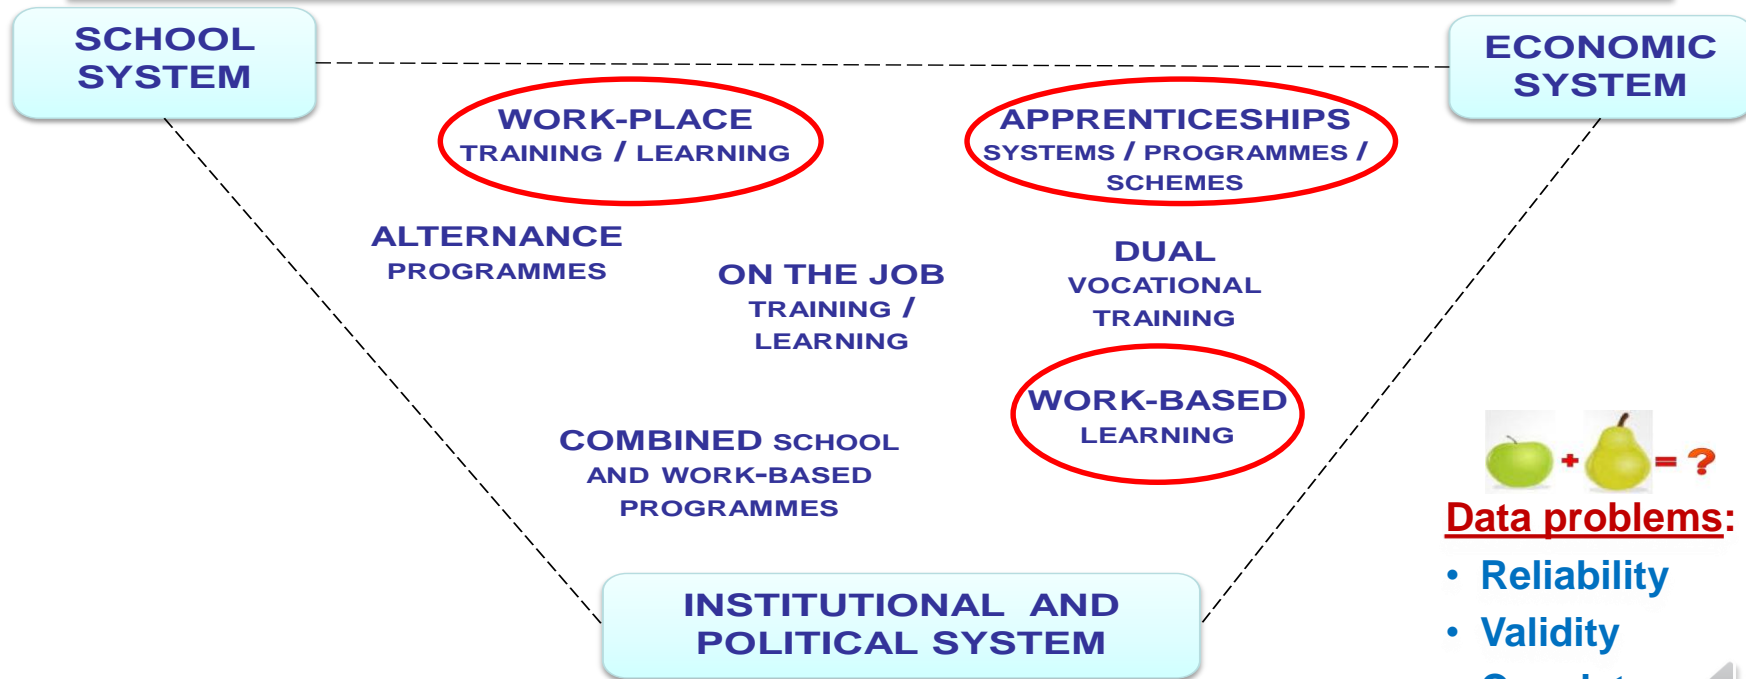 SCHOOL
SYSTEM
ECONOMIC
SYSTEM
WORK-PLACE
TRAINING / LEARNING
APPRENTICESHIPS
SYSTEMS / PROGRAMMES /
SCHEMES
ALTERNANCE
PROGRAMMES
ON THE JOB
TRAINING /
LEARNING
DUAL
VOCATIONAL
TRAINING
WORK-BASED
LEARNING
COMBINED SCHOOL
AND WORK-BASED
PROGRAMMES
INSTITUTIONAL AND
POLITICAL SYSTEM
+ = ?
Data problems:
• Reliability
• Validity